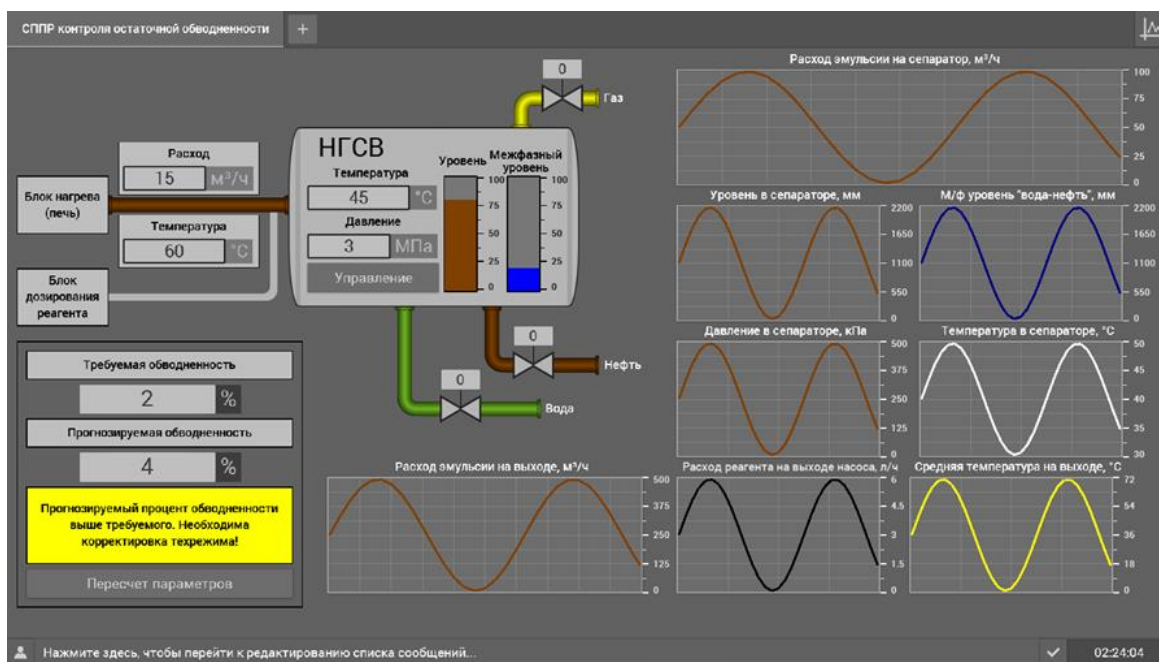 СППР контроля остаточной обводненности
+
0
Газ
Расход
15 м³/ч
Блок нагрева
(печь)
Температура
60 °C
Блок
дозирования
реагента
НГСВ
Температура
45 °C
Давление
3 МПа
Управление
Уровень
100
75
50
25
0
Межфазный
уровень
100
75
50
25
0
0
Нефть
0
Вода
Требуемая обводненность
2 %
Прогнозируемая обводненность
4 %
Прогнозируемый процент обводненности
выше требуемого. Необходима
корректировка техрежима!
Пересчет параметров
Расход эмульсии на сепаратор, м³/ч
100
75
50
25
0
Уровень в сепараторе, мм
2200
1650
1100
550
0
М/ф уровень "вода-нефть", мм
2200
1650
1100
550
0
Давление в сепараторе, кПа
500
375
250
125
0
Температура в сепараторе, °C
50
45
40
35
30
Расход эмульсии на выходе, м³/ч
500
375
250
125
0
Расход реагента на выходе насоса, л/ч
6
4.5
3
1.5
0
Средняя температура на выходе, °C
72
54
36
18
0
Нажмите здесь, чтобы перейти к редактированию списка сообщений...
02:24:04